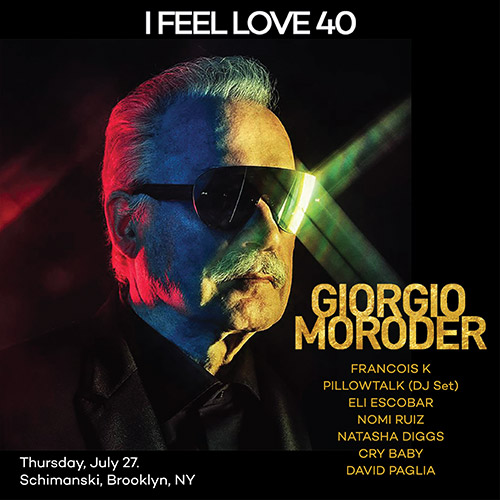 I FEEL LOVE 40
GIORGIO
MORODER
FRANCOIS K
PILLOWTALK (DJ Set)
ELI ESCOBAR
NOMI RUIZ
NATASHA DIGGS
CRY BABY
DAVID PAGLIA
Thursday, July 27.
Schimanski, Brooklyn, NY